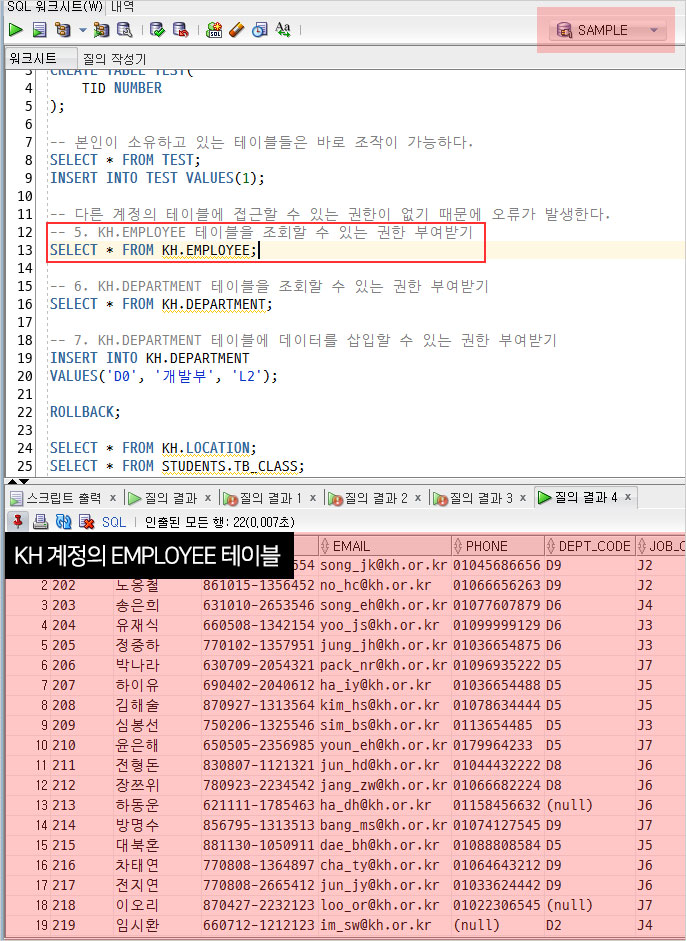 SQL 워크시트(W) 내역
SAMPLE
워크시트 질의 작성기
3 CREATE TABLE TEST(
4 TID NUMBER
5 );
6
7 -- 본인이 소유하고 있는 테이블들은 바로 조작이 가능하다.
8 SELECT * FROM TEST;
9 INSERT INTO TEST VALUES(1);
10
11 -- 다른 계정의 테이블에 접근할 수 있는 권한이 없기 때문에 오류가 발생한다.
12 -- 5. KH.EMPLOYEE 테이블을 조회할 수 있는 권한 부여받기
13 SELECT * FROM KH.EMPLOYEE;
14
15 -- 6. KH.DEPARTMENT 테이블을 조회할 수 있는 권한 부여받기
16 SELECT * FROM KH.DEPARTMENT;
17
18 -- 7. KH.DEPARTMENT 테이블에 데이터를 삽입할 수 있는 권한 부여받기
19 INSERT INTO KH.DEPARTMENT
20 VALUES('D0', '개발부', 'L2');
21
22 ROLLBACK;
23
24 SELECT * FROM KH.LOCATION;
25 SELECT * FROM STUDENTS.TB_CLASS;
스크립트 출력 x 질의 결과 x 질의 결과 1 x 질의 결과 2 x 질의 결과 3 x 질의 결과 4 x
SQL 인출된 모든 행: 22(0,007초)
KH 계정의 EMPLOYEE 테이블
EMAIL PHONE DEPT_CODE JOB_C
554 song_jk@kh.or.kr 01045686656 D9 J2
2 202 노옹철 861015-1356452 no_hc@kh.or.kr 01066656263 D9 J2
3 203 송은희 631010-2653546 song_eh@kh.or.kr 01077607879 D6 J4
4 204 유재식 660508-1342154 yoo_js@kh.or.kr 01099999129 D6 J3
5 205 정중하 770102-1357951 jung_jh@kh.or.kr 01036654875 D6 J3
6 206 박나라 630709-2054321 pack_nr@kh.or.kr 01096935222 D5 J7
7 207 하이유 690402-2040612 ha_iy@kh.or.kr 01036654488 D5 J5
8 208 김해술 870927-1313564 kim_hs@kh.or.kr 01078634444 D5 J5
9 209 심봉선 750206-1325546 sim_bs@kh.or.kr 0113654485 D5 J3
10 210 윤은해 650505-2356985 youn_eh@kh.or.kr 0179964233 D5 J7
11 211 전형돈 830807-1121321 jun_hd@kh.or.kr 01044432222 D8 J6
12 212 장쯔위 780923-2234542 jang_zw@kh.or.kr 01066682224 D8 J6
13 213 하동운 621111-1785463 ha_dh@kh.or.kr 01158456632 (null) J6
14 214 방명수 856795-1313513 bang_ms@kh.or.kr 01074127545 D9 J7
15 215 대북혼 881130-1050911 dae_bh@kh.or.kr 01088808584 D5 J5
16 216 차태연 770808-1364897 cha_ty@kh.or.kr 01064643212 D9 J6
17 217 전지연 770808-2665412 jun_jy@kh.or.kr 01033624442 D9 J6
18 218 이오리 870427-2232123 loo_or@kh.or.kr 01022306545 (null) J7
19 219 임시환 660712-1212123 im_sw@kh.or.kr (null) D2 J4